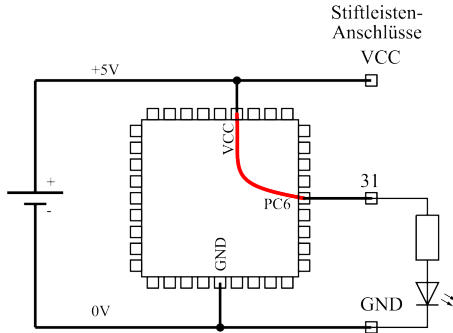 Stiftleisten-
Anschlüsse
VCC
+5V
VCC
+
-
PC6
31
GND
0V
GND